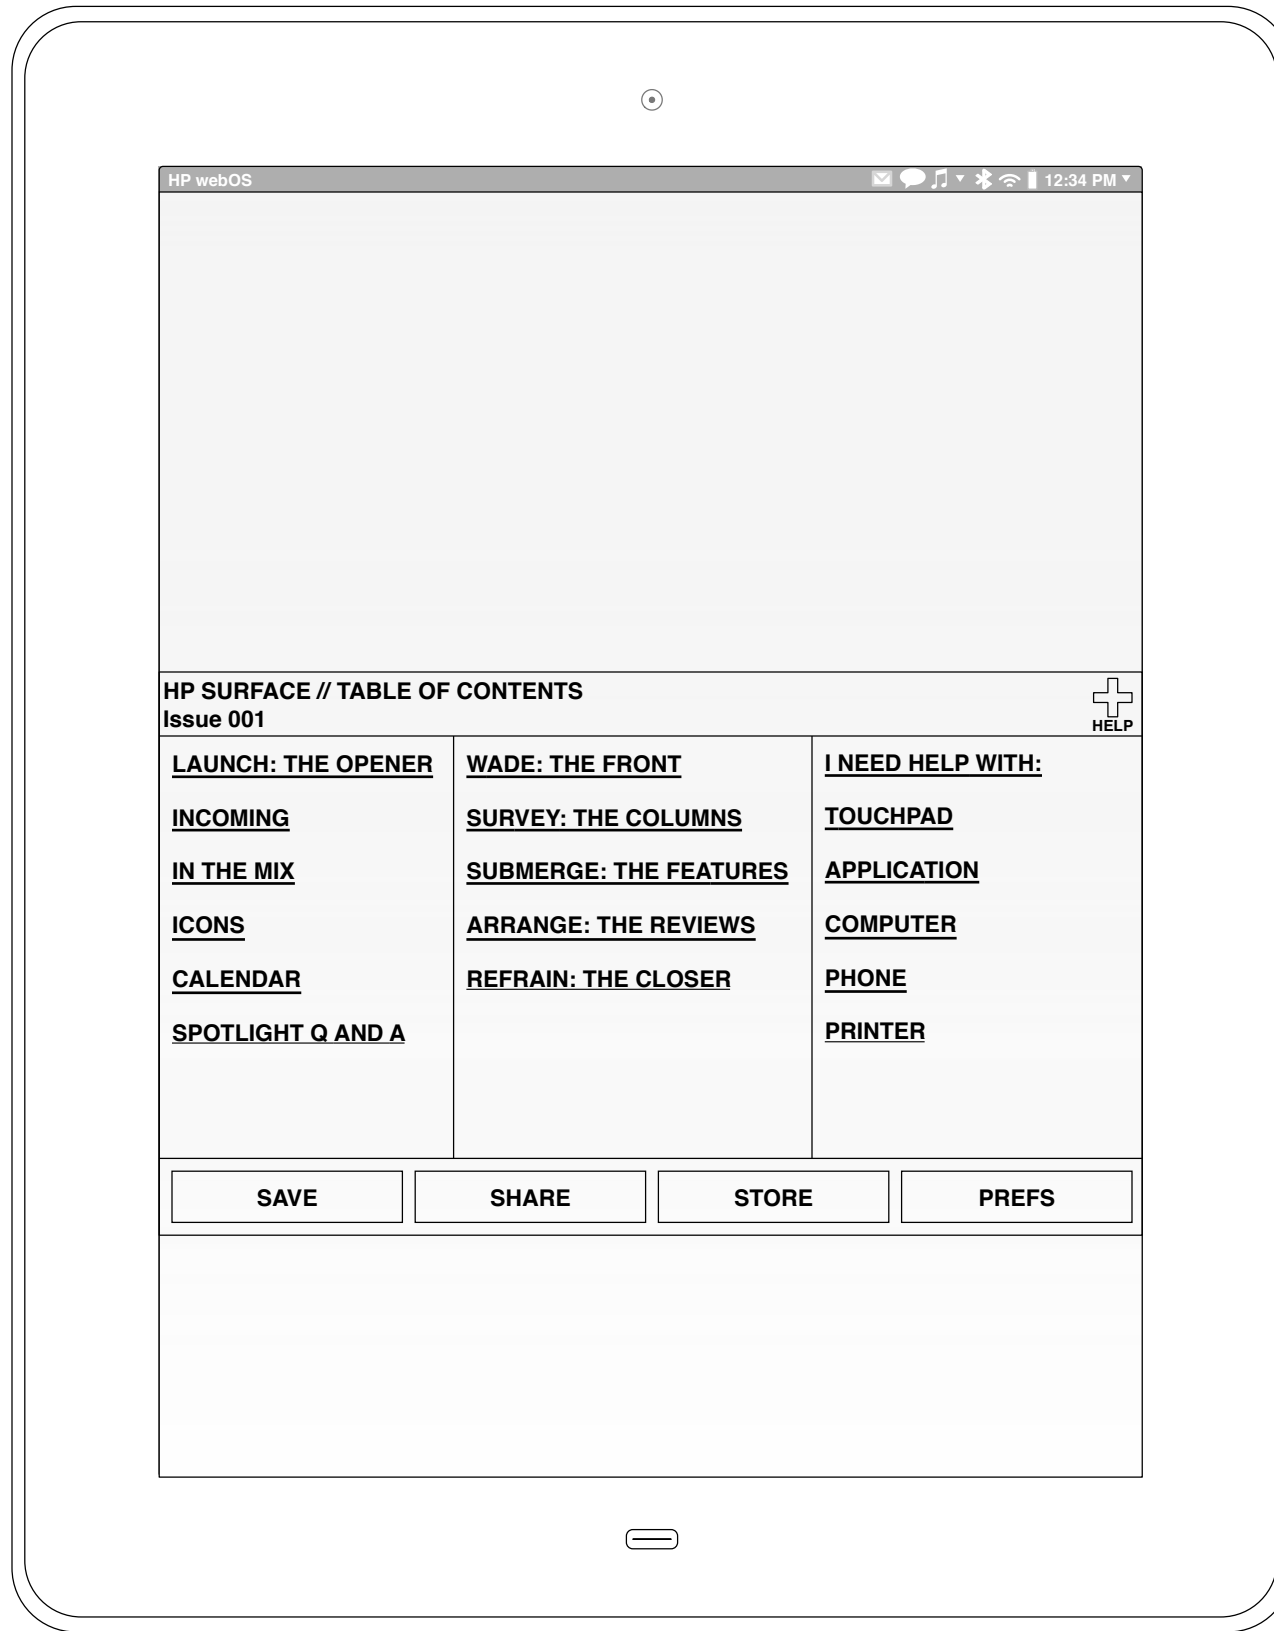 HP webOS 12:34 PM
HP SURFACE // TABLE OF CONTENTS
Issue 001
HELP
LAUNCH: THE OPENER
INCOMING
IN THE MIX
ICONS
CALENDAR
SPOTLIGHT Q AND A
WADE: THE FRONT
SURVEY: THE COLUMNS
SUBMERGE: THE FEATURES
ARRANGE: THE REVIEWS
REFRAIN: THE CLOSER
I NEED HELP WITH:
TOUCHPAD
APPLICATION
COMPUTER
PHONE
PRINTER
SAVE
SHARE
STORE
PREFS